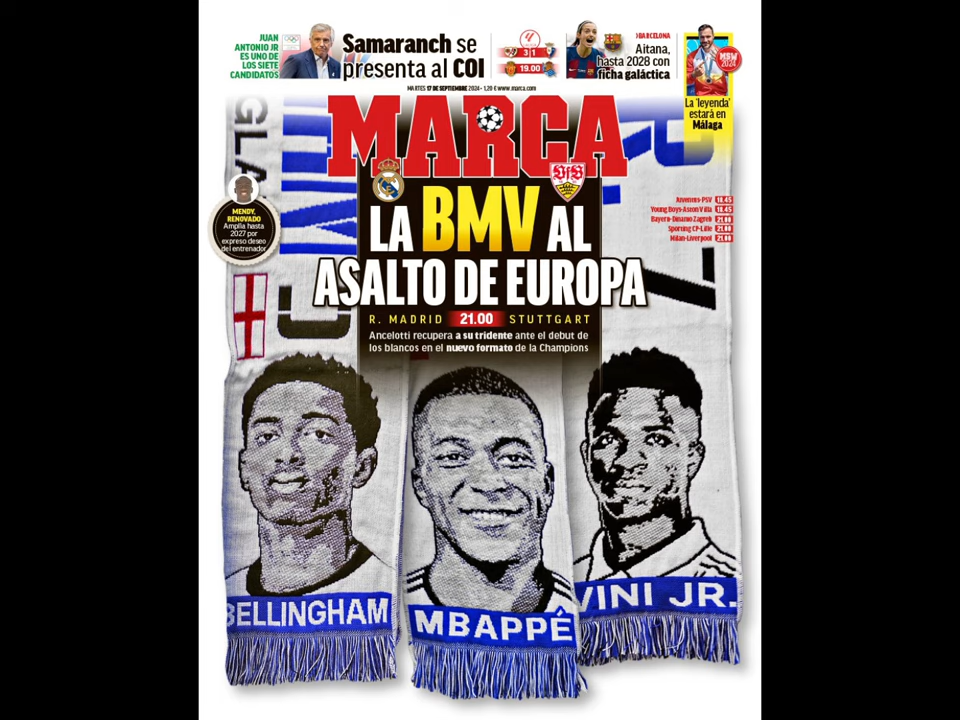 JUAN
ANTONIO JR
ES UNO DE
LOS SIETE
CANDIDATOS
Samaranch se
presenta al COI
3|1
19.00
BARCELONA
Aitana,
hasta 2028 con
ficha galáctica
MSW
2024
La 'leyenda'
estará en
Málaga
MARTES 17 DE SEPTIEMBRE 2024 - 1,20 € www.marca.com
MARCA
MENDY,
RENOVADO
Amplía hasta
2027 por
expreso deseo
del entrenador
VfB
LA BMV AL
ASALTO DE EUROPA
R. MADRID 21.00 STUTTGART
Ancelotti recupera a su tridente ante el debut de
los blancos en el nuevo formato de la Champions
Juventus-PSV 18.45
Young Boys-Aston Villa 18.45
Bayern-Dinamo Zagreb 21.00
Sporting CP-Lille 21.00
Milan-Liverpool 21.00
7
BELLINGHAM
MBAPPÉ
VINI JR.